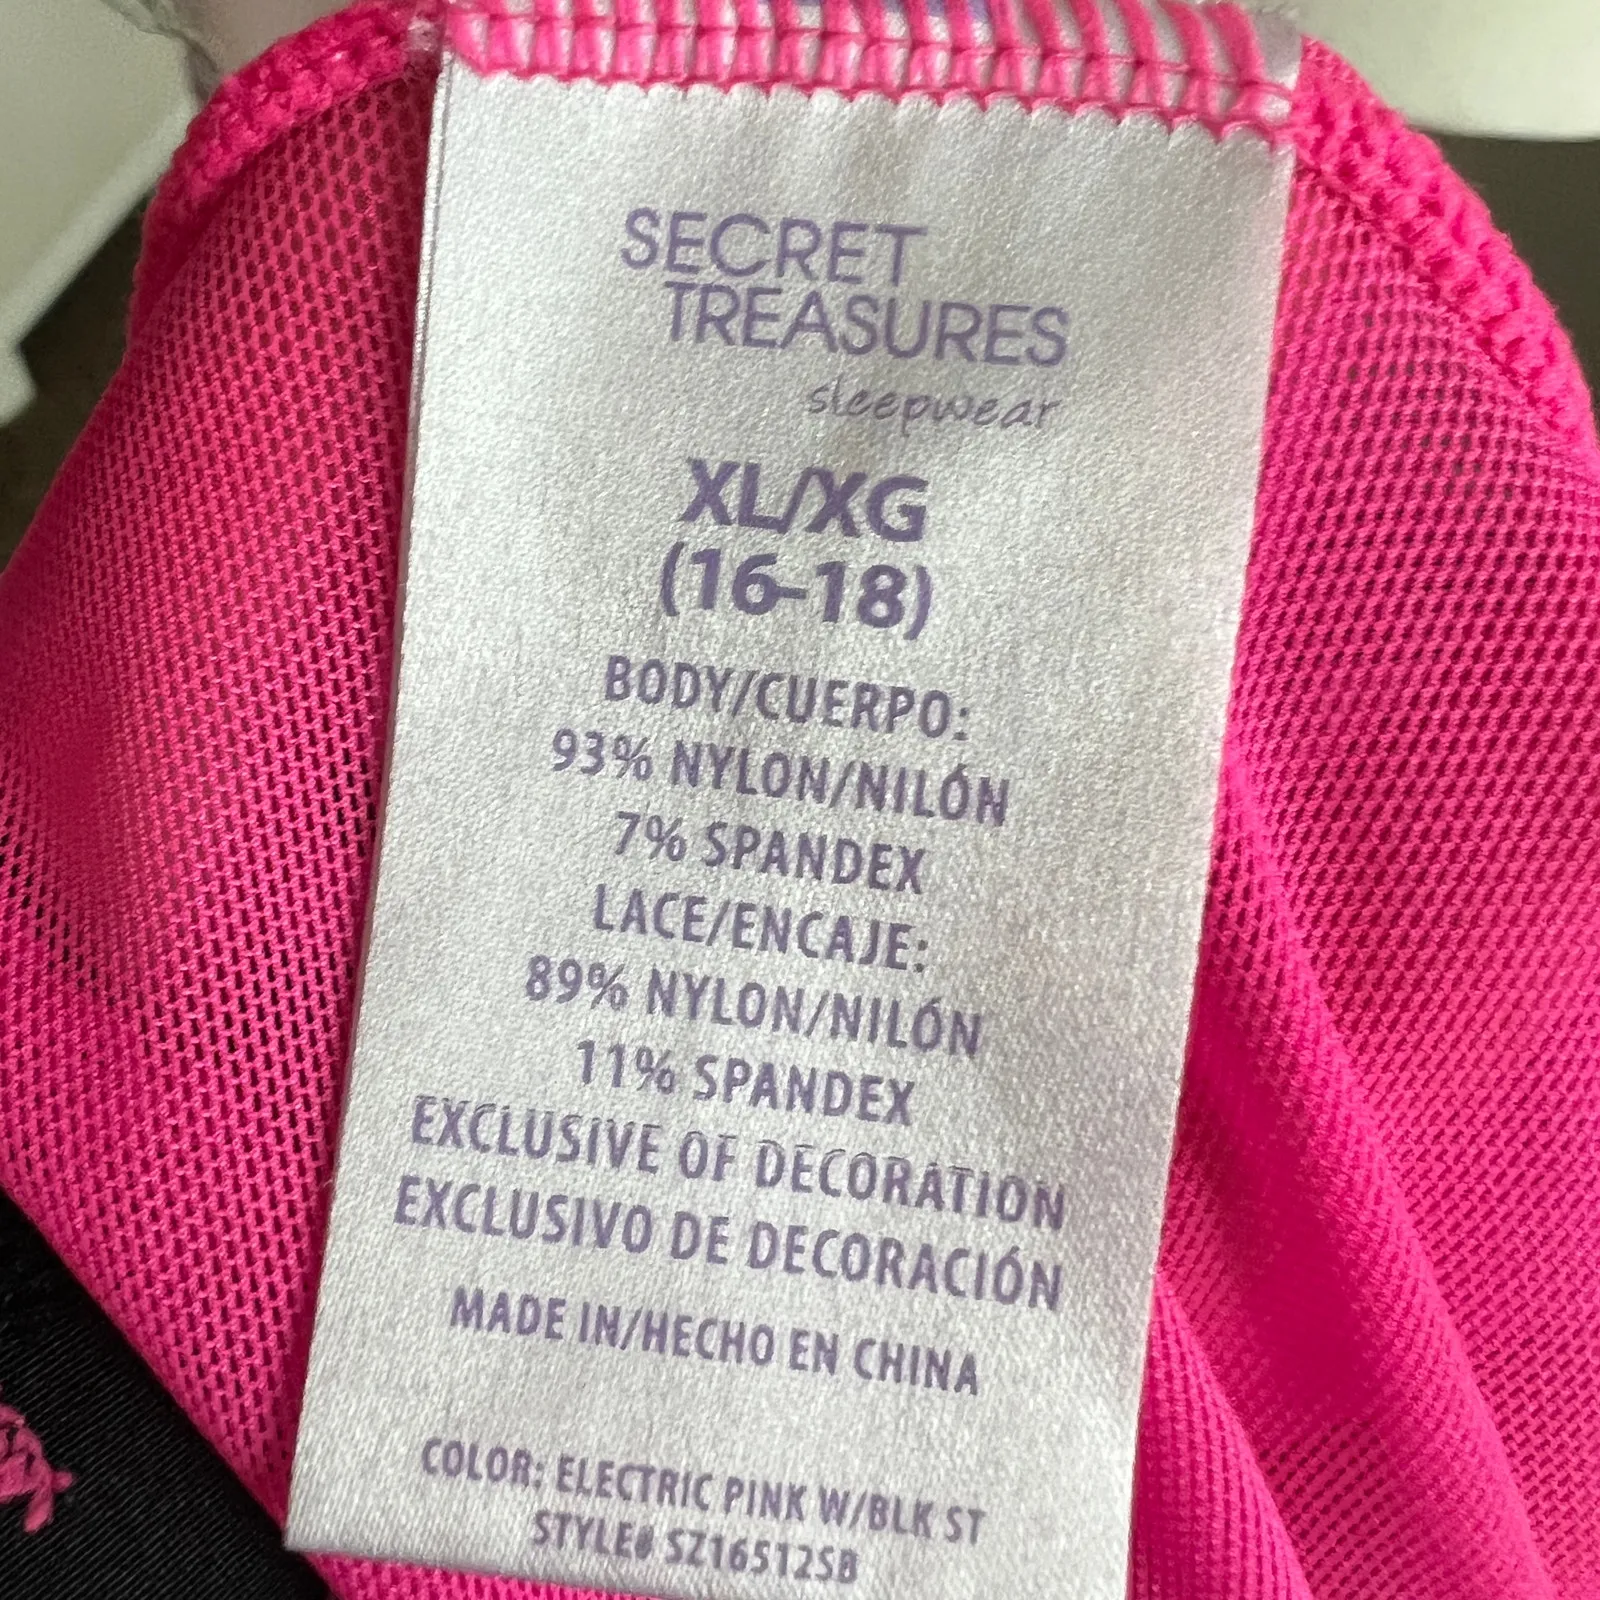 SECRET
TREASURES
sleepwear
XL/XG
(16-18)
BODY/CUERPO:
93% NYLON/NILÓN
7% SPANDEX
LACE/ENCAJE:
89% NYLON/NILÓN
11% SPANDEX
EXCLUSIVE OF DECORATION
EXCLUSIVO DE DECORACIÓN
MADE IN/HECHO EN CHINA
COLOR: ELECTRIC PINK W/BLK ST
STYLE# SZ16512SB